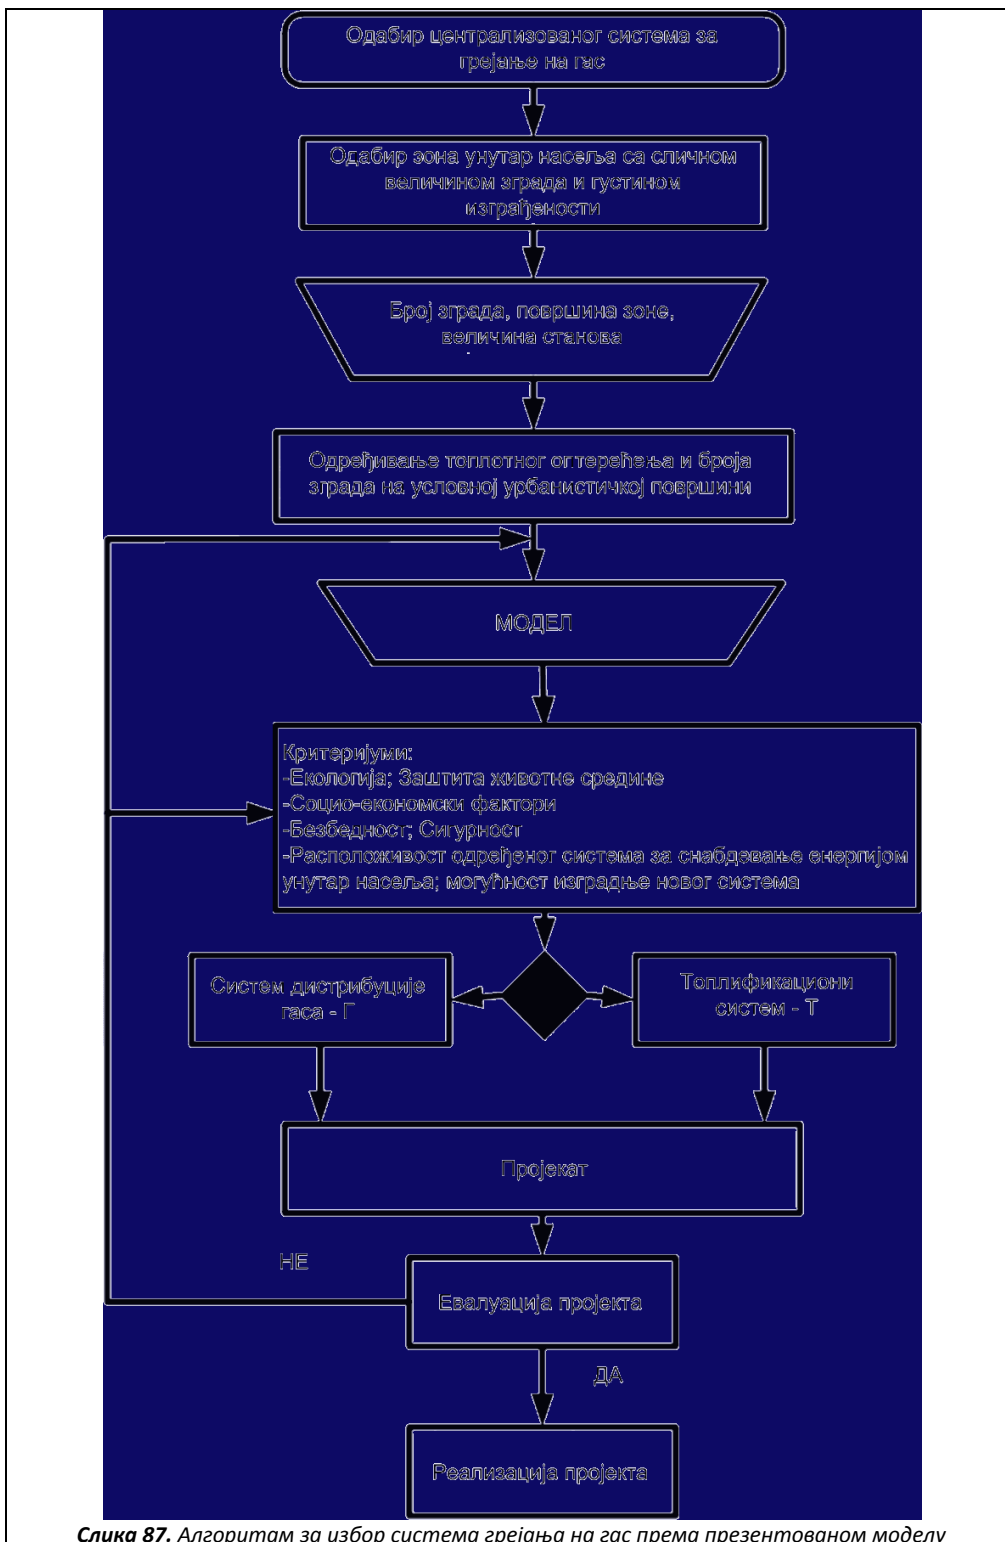 Одабир централизованог система за
грејање на гас
Одабир зона унутар насеља са сличном
величином зграда и густином
изграђености
Број зграда, површина зоне,
величина станова
Одређивање топлотног оптерећења и броја
зграда на условној урбанистичкој површини
МОДЕЛ
Критеријуми:
-Екологија; Заштита животне средине
-Социо-економски фактори
-Безбедност; Сигурност
-Расположивост одређеног система за снабдевање енергијом
унутар насеља; могућност изградње новог система
Систем дистрибуције
гаса - Г
Топлификациони
систем - Т
Пројекат
НЕ
Евалуација пројекта
ДА
Реализација пројекта
Слика 87. Алгоритам за избор система грејања на гас према презентованом моделу